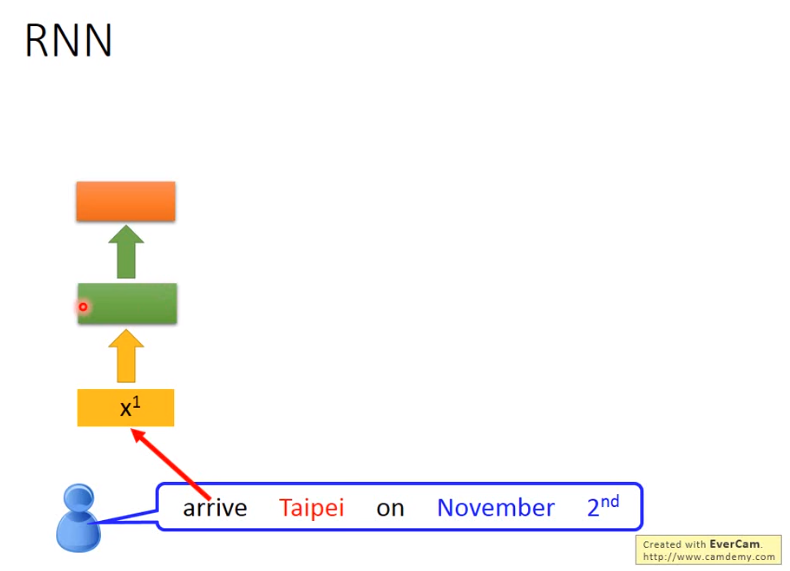 RNN
x¹
arrive Taipei on November 2ⁿᵈ
Created with EverCam.
http://www.camdemy.com